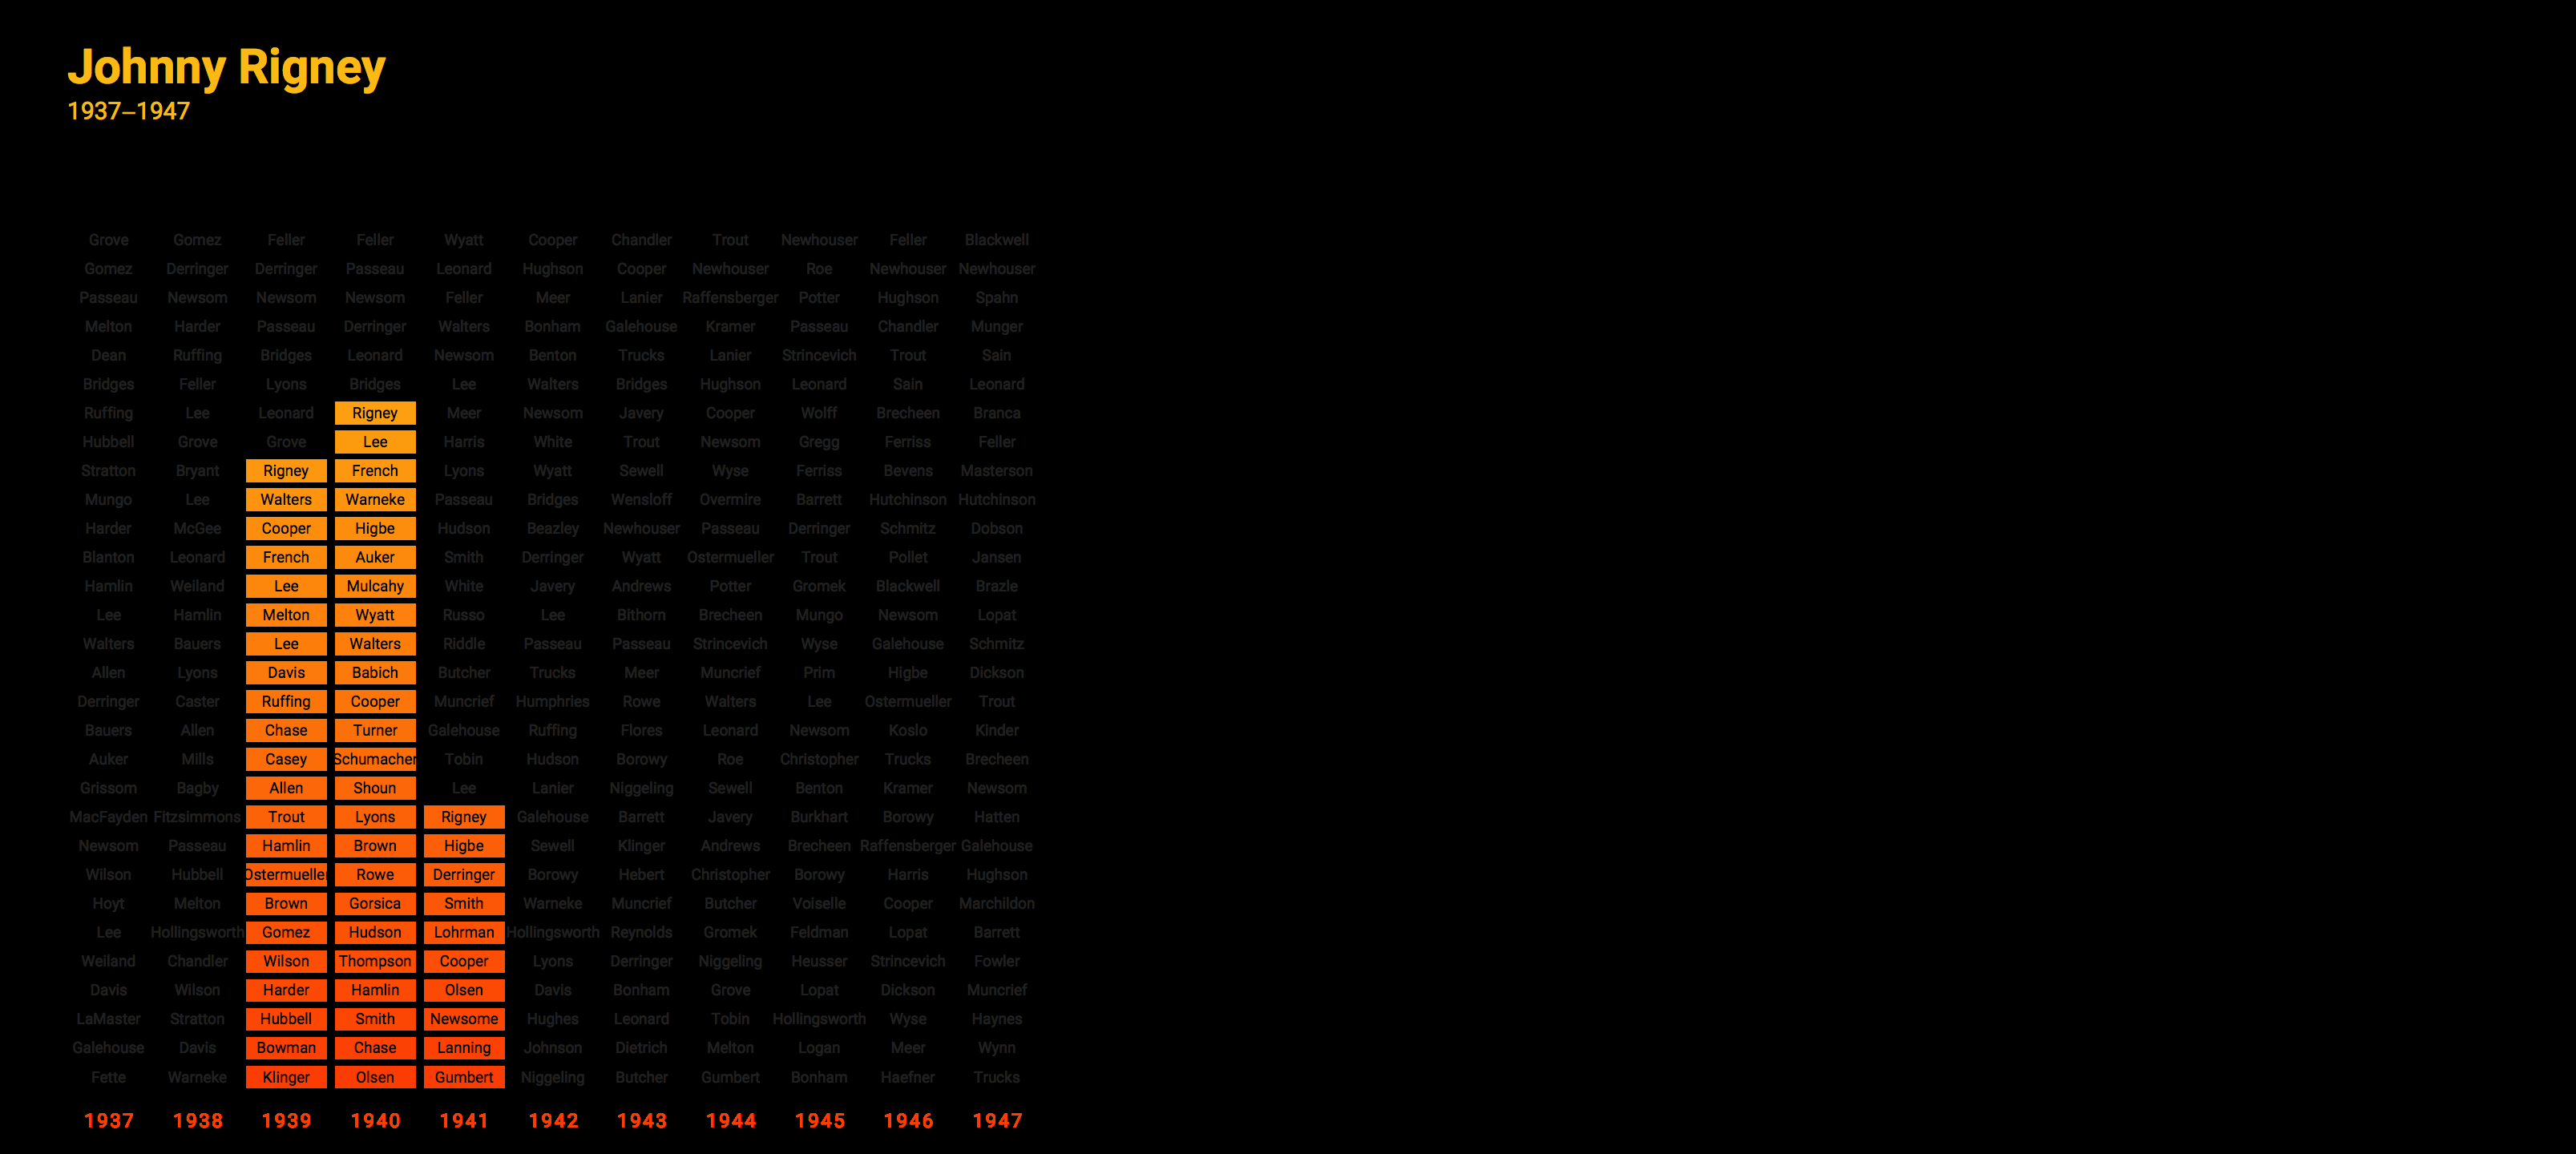 Johnny Rigney
1937–1947
Grove Gomez Feller Feller Wyatt Cooper Chandler Trout Newhouser Feller Blackwell
Gomez Derringer Derringer Passeau Leonard Hughson Cooper Newhouser Roe Newhouser Newhouser
Passeau Newsom Newsom Newsom Feller Meer Lanier Raffensberger Potter Hughson Spahn
Melton Harder Passeau Derringer Walters Bonham Galehouse Kramer Passeau Chandler Munger
Dean Ruffing Bridges Leonard Newsom Benton Trucks Lanier Strincevich Trout Sain
Bridges Feller Lyons Bridges Lee Walters Bridges Hughson Leonard Sain Leonard
Ruffing Lee Leonard Rigney Meer Newsom Javery Cooper Wolff Brecheen Branca
Hubbell Grove Grove Lee Harris White Trout Newsom Gregg Ferriss Feller
Stratton Bryant Rigney French Lyons Wyatt Sewell Wyse Ferriss Bevens Masterson
Mungo Lee Walters Warneke Passeau Bridges Wensloff Overmire Barrett Hutchinson Hutchinson
Harder McGee Cooper Higbe Hudson Beazley Newhouser Passeau Derringer Schmitz Dobson
Blanton Leonard French Auker Smith Derringer Wyatt Ostermueller Trout Pollet Jansen
Hamlin Weiland Lee Mulcahy White Javery Andrews Potter Gromek Blackwell Brazle
Lee Hamlin Melton Wyatt Russo Lee Bithorn Brecheen Mungo Newsom Lopat
Walters Bauers Lee Walters Riddle Passeau Passeau Strincevich Wyse Galehouse Schmitz
Allen Lyons Davis Babich Butcher Trucks Meer Muncrief Prim Higbe Dickson
Derringer Caster Ruffing Cooper Muncrief Humphries Rowe Walters Lee Ostermueller Trout
Bauers Allen Chase Turner Galehouse Ruffing Flores Leonard Newsom Koslo Kinder
Auker Mills Casey Schumacher Tobin Hudson Borowy Roe Christopher Trucks Brecheen
Grissom Bagby Allen Shoun Lee Lanier Niggeling Sewell Benton Kramer Newsom
MacFayden Fitzsimmons Trout Lyons Rigney Galehouse Barrett Javery Burkhart Borowy Hatten
Newsom Passeau Hamlin Brown Higbe Sewell Klinger Andrews Brecheen Raffensberger Galehouse
Wilson Hubbell Ostermueller Rowe Derringer Borowy Hebert Christopher Borowy Harris Hughson
Hoyt Melton Brown Gorsica Smith Warneke Muncrief Butcher Voiselle Cooper Marchildon
Lee Hollingsworth Gomez Hudson Lohrman Hollingsworth Reynolds Gromek Feldman Lopat Barrett
Weiland Chandler Wilson Thompson Cooper Lyons Derringer Niggeling Heusser Strincevich Fowler
Davis Wilson Harder Hamlin Olsen Davis Bonham Grove Lopat Dickson Muncrief
LaMaster Stratton Hubbell Smith Newsome Hughes Leonard Tobin Hollingsworth Wyse Haynes
Galehouse Davis Bowman Chase Lanning Johnson Dietrich Melton Logan Meer Wynn
Fette Warneke Klinger Olsen Gumbert Niggeling Butcher Gumbert Bonham Haefner Trucks
1937 1938 1939 1940 1941 1942 1943 1944 1945 1946 1947